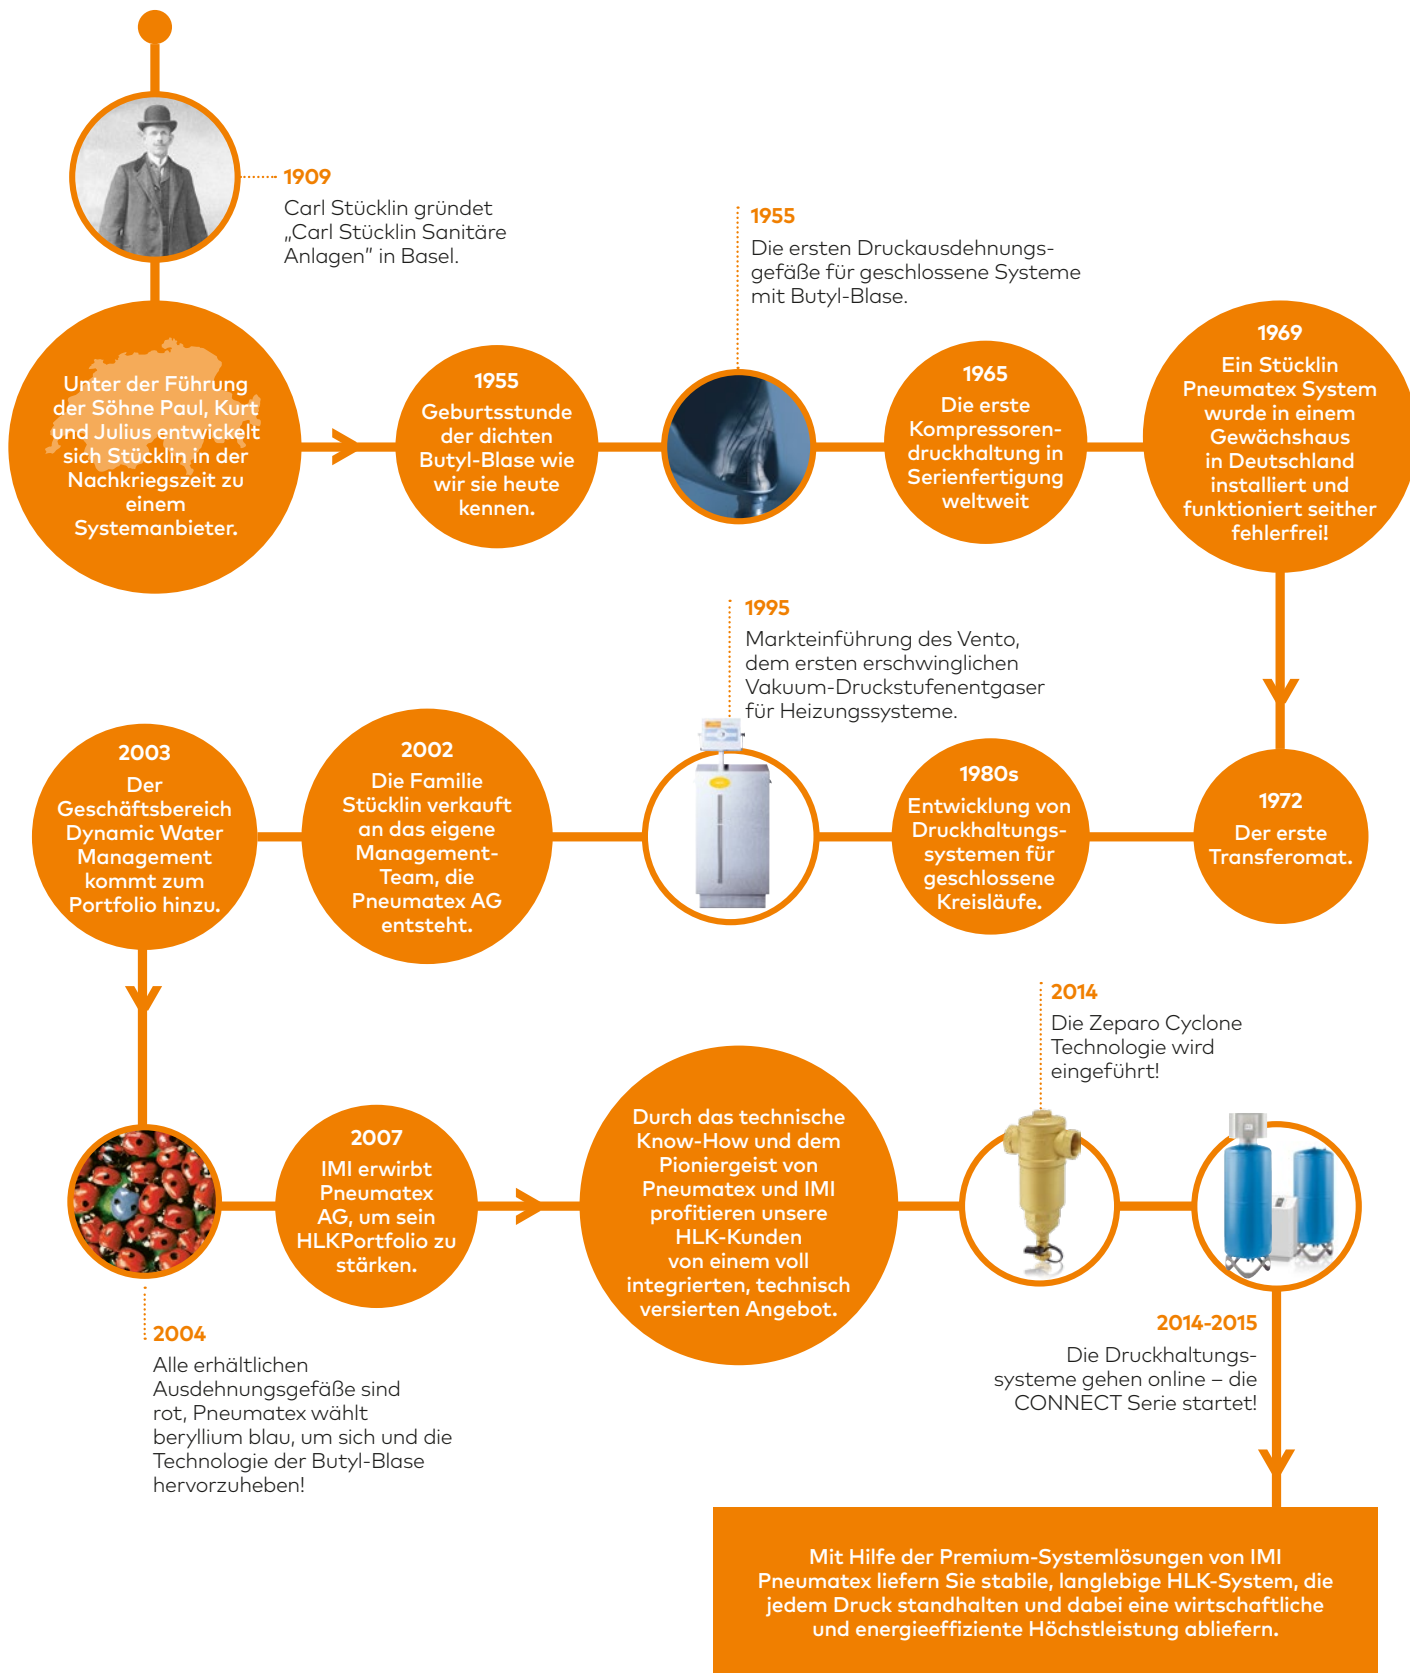 1909
Carl Stücklin gründet
„Carl Stücklin Sanitäre
Anlagen” in Basel.
Unter der Führung
der Söhne Paul, Kurt
und Julius entwickelt
sich Stücklin in der
Nachkriegszeit zu
einem
Systemanbieter.
1955
Geburtsstunde
der dichten
Butyl-Blase wie
wir sie heute
kennen.
1955
Die ersten Druckausdehnungs-
gefäße für geschlossene Systeme
mit Butyl-Blase.
1965
Die erste
Kompressoren-
druckhaltung in
Serienfertigung
weltweit
1969
Ein Stücklin
Pneumatex System
wurde in einem
Gewächshaus
in Deutschland
installiert und
funktioniert seither
fehlerfrei!
1972
Der erste
Transferomat.
1980s
Entwicklung von
Druckhaltungs-
systemen für
geschlossene
Kreisläufe.
1995
Markteinführung des Vento,
dem ersten erschwinglichen
Vakuum-Druckstufenentgaser
für Heizungssysteme.
2002
Die Familie
Stücklin verkauft
an das eigene
Management-
Team, die
Pneumatex AG
entsteht.
2003
Der
Geschäftsbereich
Dynamic Water
Management
kommt zum
Portfolio hinzu.
2004
Alle erhältlichen
Ausdehnungsgefäße sind
rot, Pneumatex wählt
beryllium blau, um sich und die
Technologie der Butyl-Blase
hervorzuheben!
2007
IMI erwirbt
Pneumatex
AG, um sein
HLKPortfolio zu
stärken.
Durch das technische
Know-How und dem
Pioniergeist von
Pneumatex und IMI
profitieren unsere
HLK-Kunden
von einem voll
integrierten, technisch
versierten Angebot.
2014
Die Zeparo Cyclone
Technologie wird
eingeführt!
2014-2015
Die Druckhaltungs-
systeme gehen online – die
CONNECT Serie startet!
Mit Hilfe der Premium-Systemlösungen von IMI
Pneumatex liefern Sie stabile, langlebige HLK-System, die
jedem Druck standhalten und dabei eine wirtschaftliche
und energieeffiziente Höchstleistung abliefern.